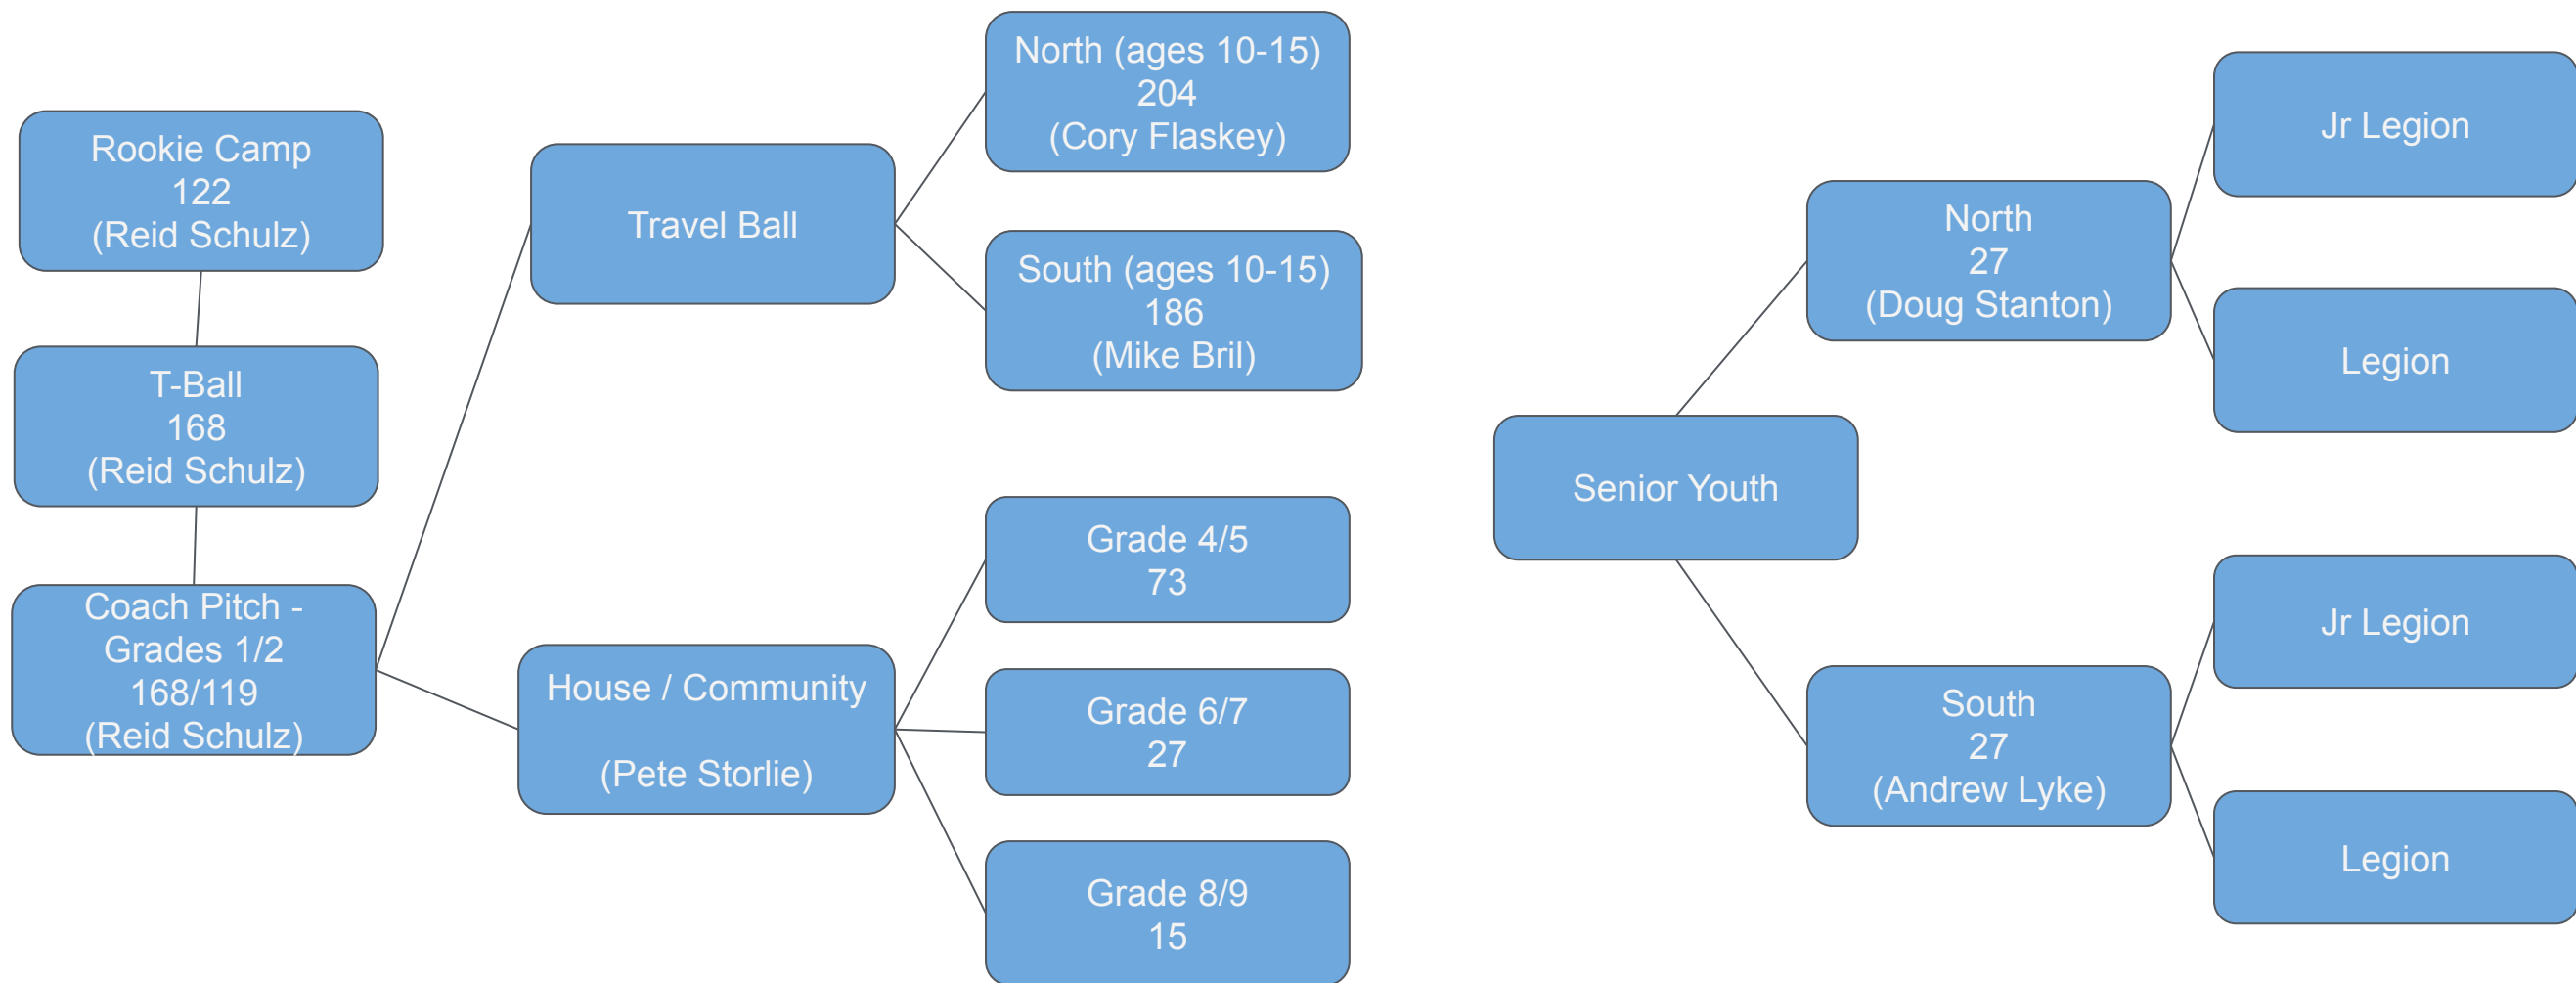 Rookie Camp
122
(Reid Schulz)
T-Ball
168
(Reid Schulz)
Coach Pitch -
Grades 1/2
168/119
(Reid Schulz)
Travel Ball
House / Community
(Pete Storlie)
North (ages 10-15)
204
(Cory Flaskey)
South (ages 10-15)
186
(Mike Bril)
Grade 4/5
73
Grade 6/7
27
Grade 8/9
15
Senior Youth
North
27
(Doug Stanton)
South
27
(Andrew Lyke)
Jr Legion
Legion
Jr Legion
Legion